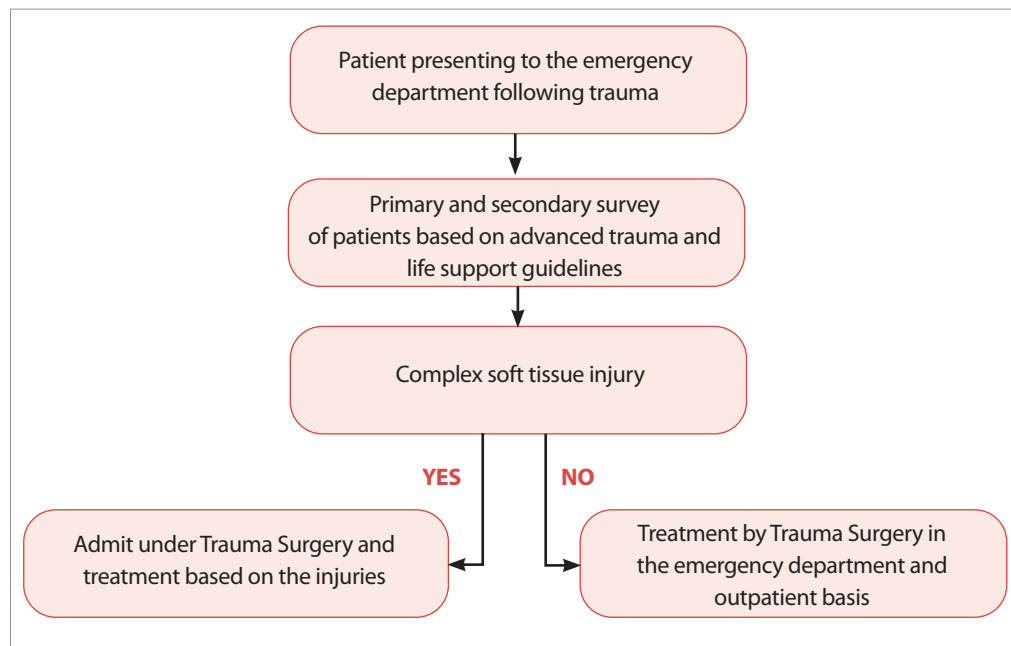 Patient presenting to the emergency
department following trauma
Primary and secondary survey
of patients based on advanced trauma and
life support guidelines
Complex soft tissue injury
YES
NO
Admit under Trauma Surgery and
treatment based on the injuries
Treatment by Trauma Surgery in
the emergency department and
outpatient basis